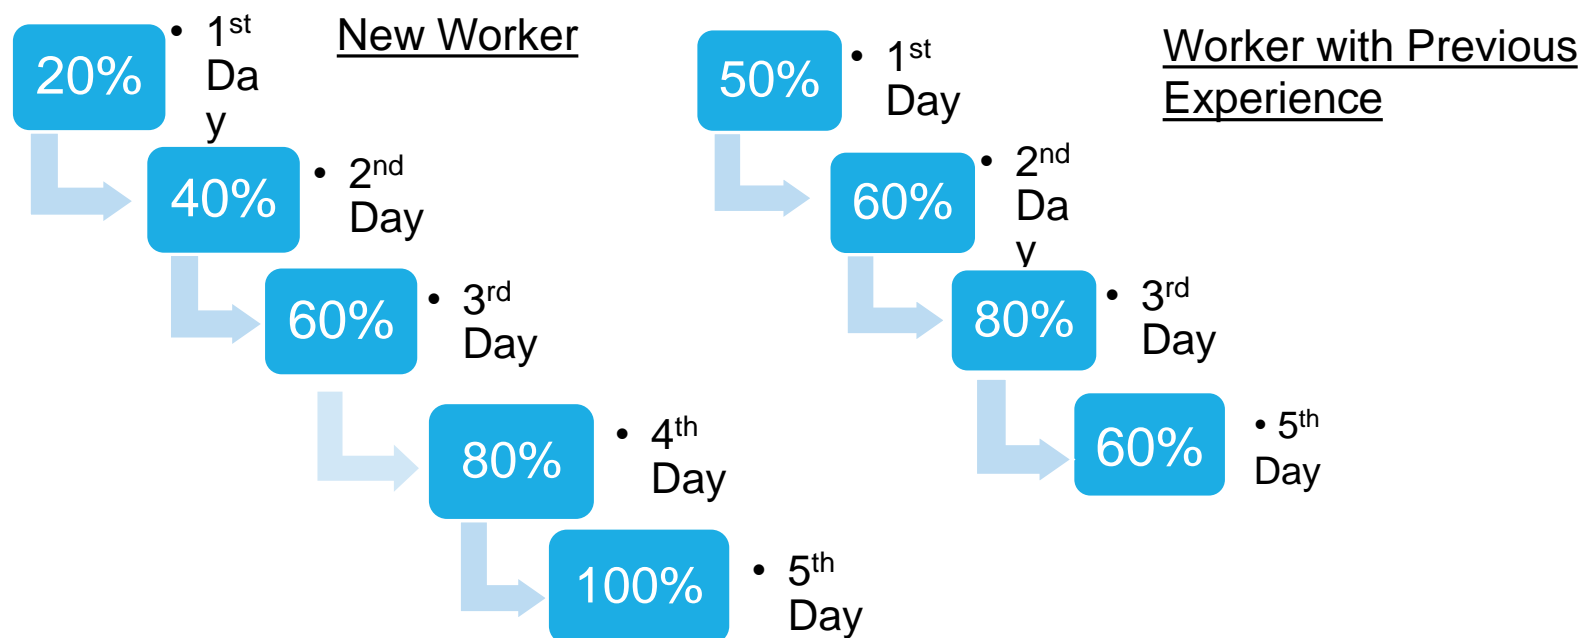 New Worker
20%
• 1st
Da
y
40%
• 2nd
Day
60%
• 3rd
Day
80%
• 4th
Day
100%
• 5th
Day
Worker with Previous
Experience
50%
• 1st
Day
60%
• 2nd
Da
y
80%
• 3rd
Day
60%
• 5th
Day